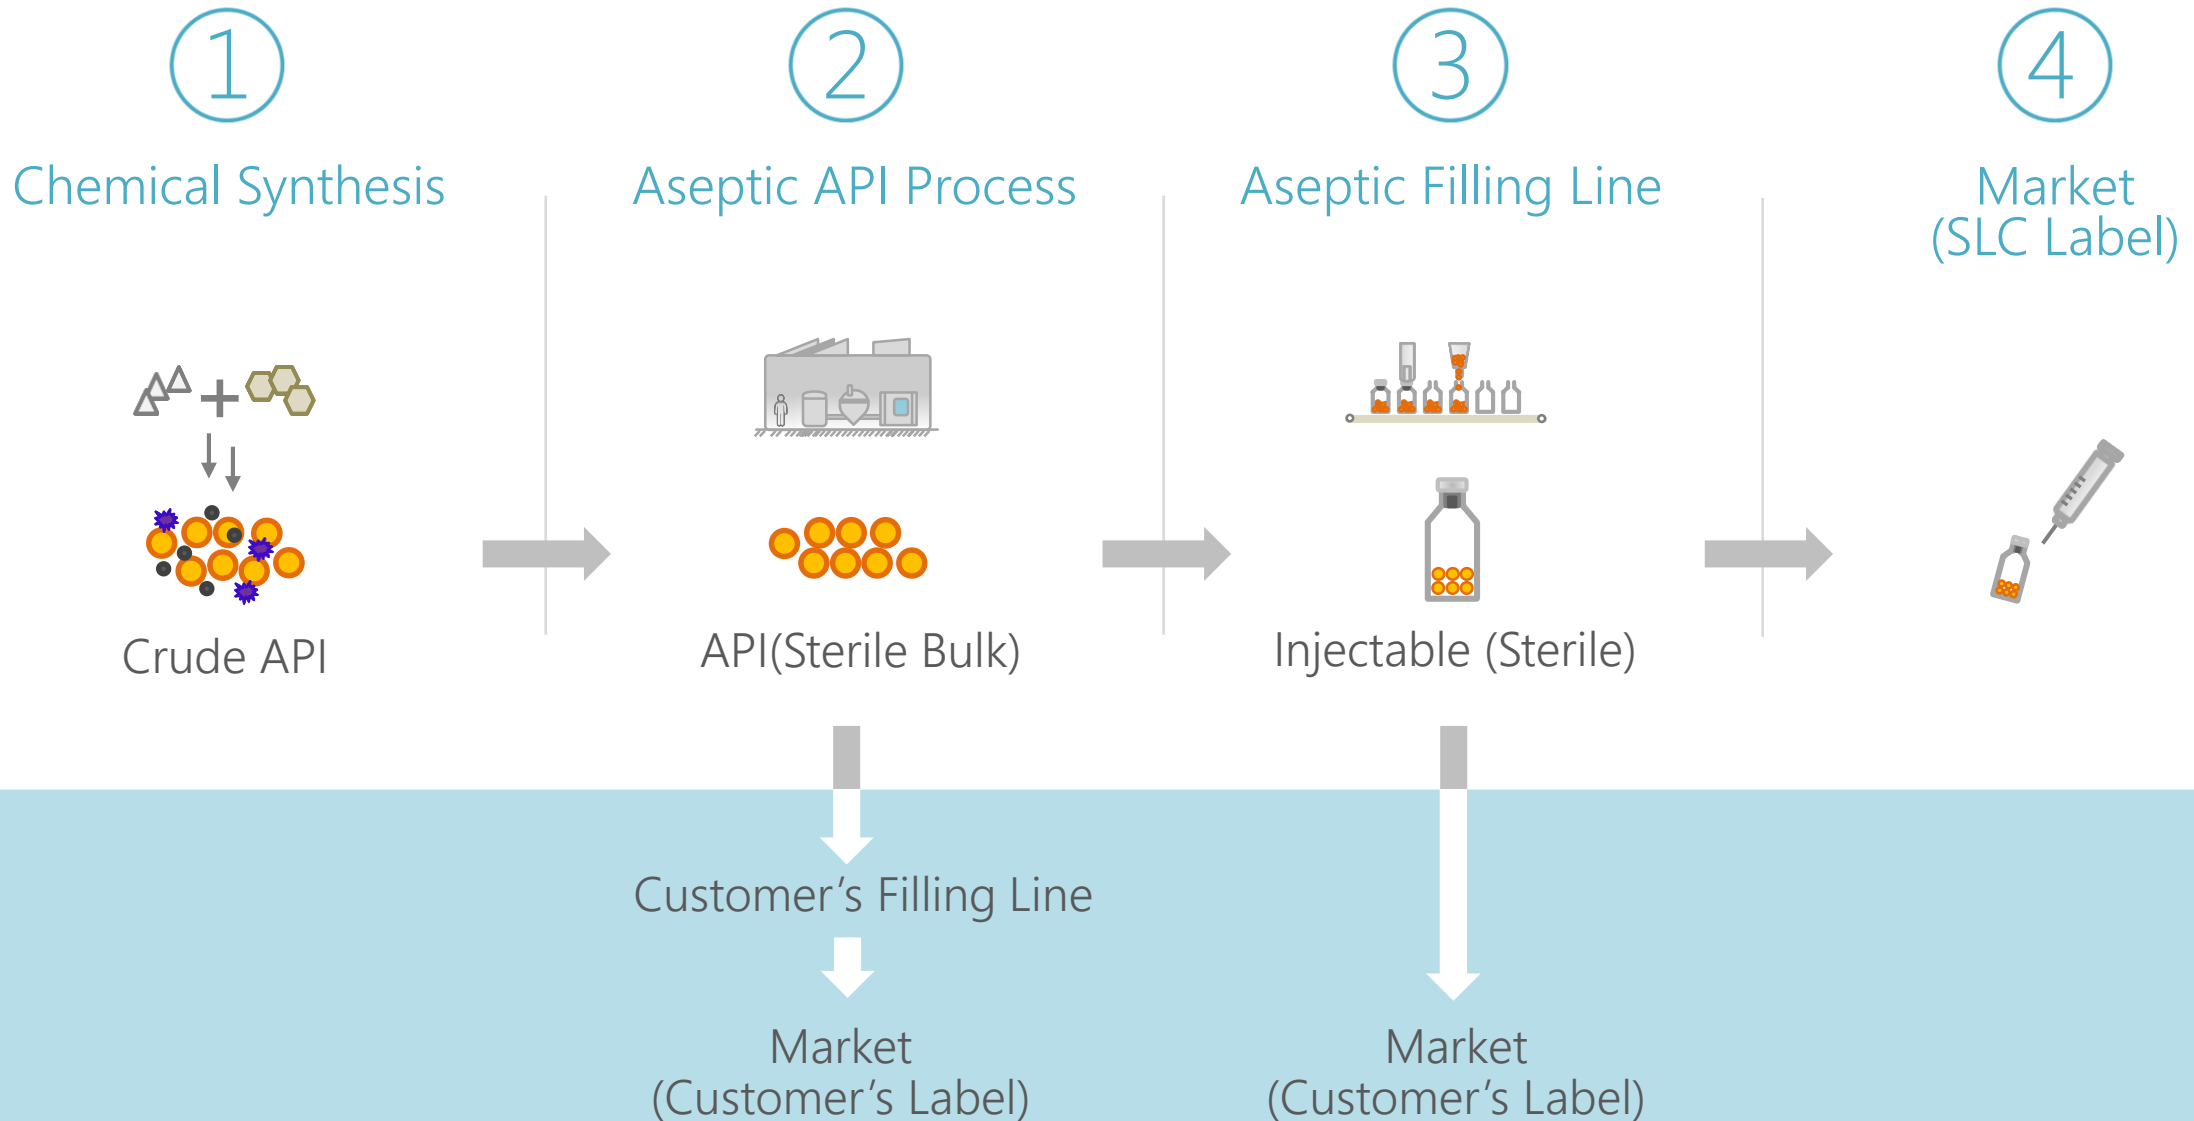 1
Chemical Synthesis
Crude API
2
Aseptic API Process
API(Sterile Bulk)
Customer’s Filling Line
Market
(Customer’s Label)
3
Aseptic Filling Line
Injectable (Sterile)
Market
(Customer’s Label)
4
Market
(SLC Label)